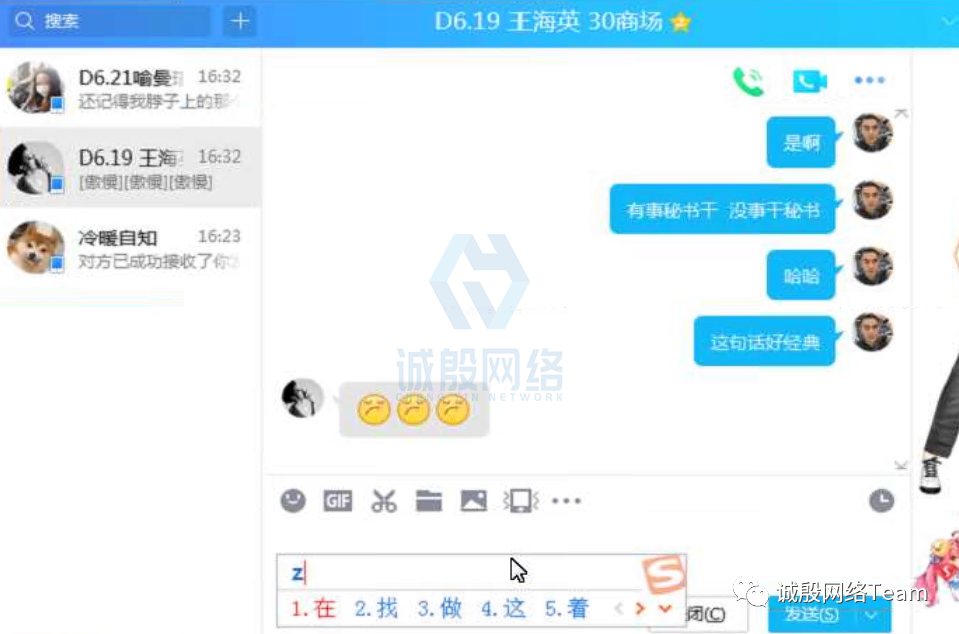 搜索
D6.19 王海英 30商场
D6.21喻曼 16:32
还记得我脖子上的那
D6.19 王海 16:32
[傲慢][傲慢][傲慢]
冷暖自知 16:23
对方已成功接收了你
是啊
有事秘书干 没事干秘书
哈哈
这句话好经典
诚殷网络
CHENGYIN NETWORK
GIF
z
1.在 2.找 3.做 4.这 5.着
闭(C)
发送(S)
诚殷网络Team